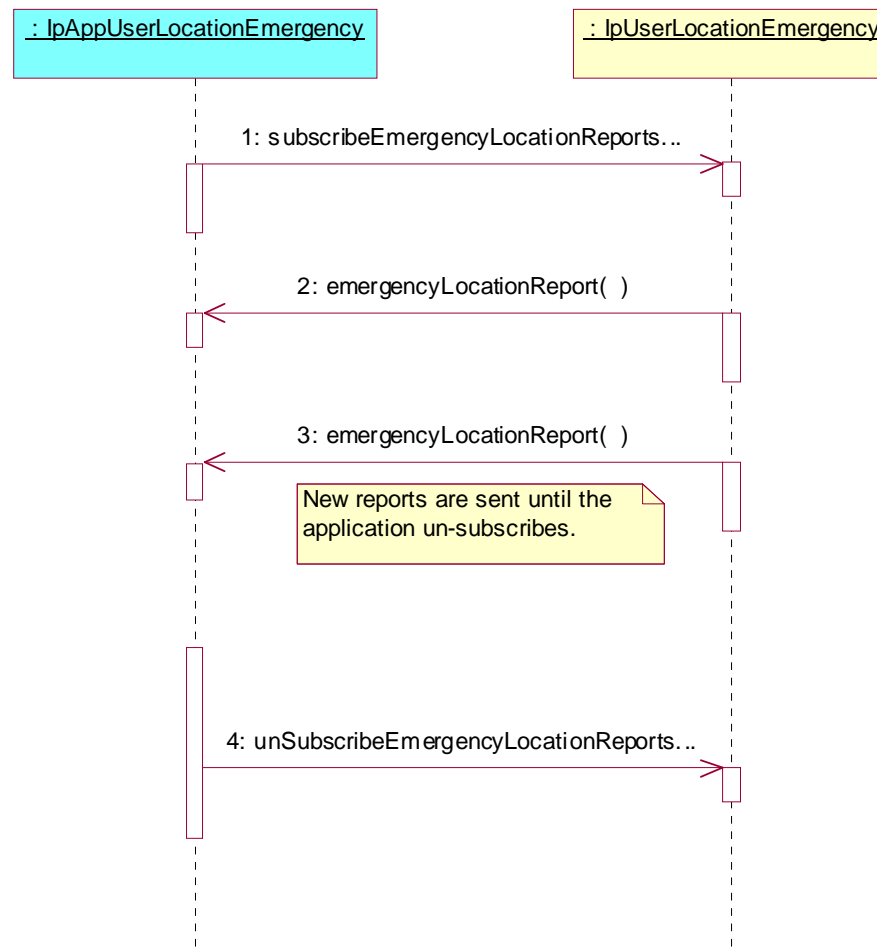 : IpAppUserLocationEmergency
: IpUserLocationEmergency
1: subscribeEmergencyLocationReports...
2: emergencyLocationReport( )
3: emergencyLocationReport( )
New reports are sent until the
application un-subscribes.
4: unSubscribeEmergencyLocationReports...